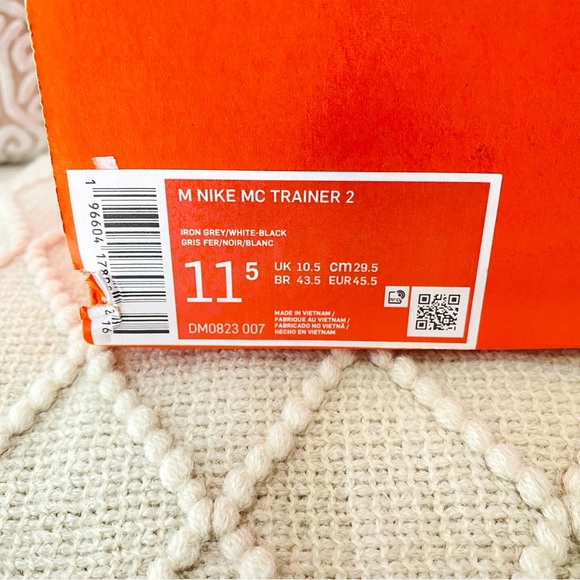 M NIKE MC TRAINER 2
IRON GREY/WHITE-BLACK
GRIS FER/NOIR/BLANC
11 5
UK 10.5 cm 29.5
BR 43.5 EUR 45.5
DM0823 007
MADE IN VIETNAM /
FABRIQUE AU VIETNAM /
FABRICADO NO VIETNÃ /
HECHO EN VIETNAM
1 96604